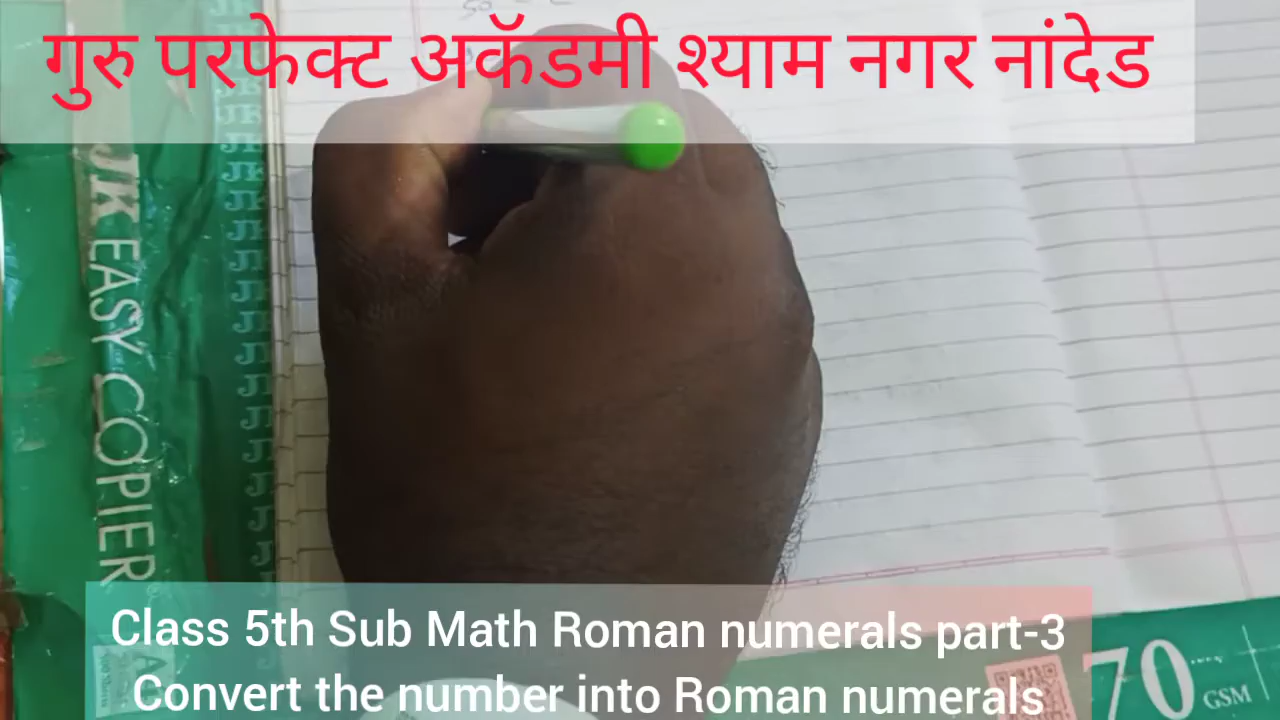 गुरु परफेक्ट अकॅडमी श्याम नगर नांदेड
JK EASY COPIER
Class 5th Sub Math Roman numerals part-3
Convert the number into Roman numerals
70 GSM